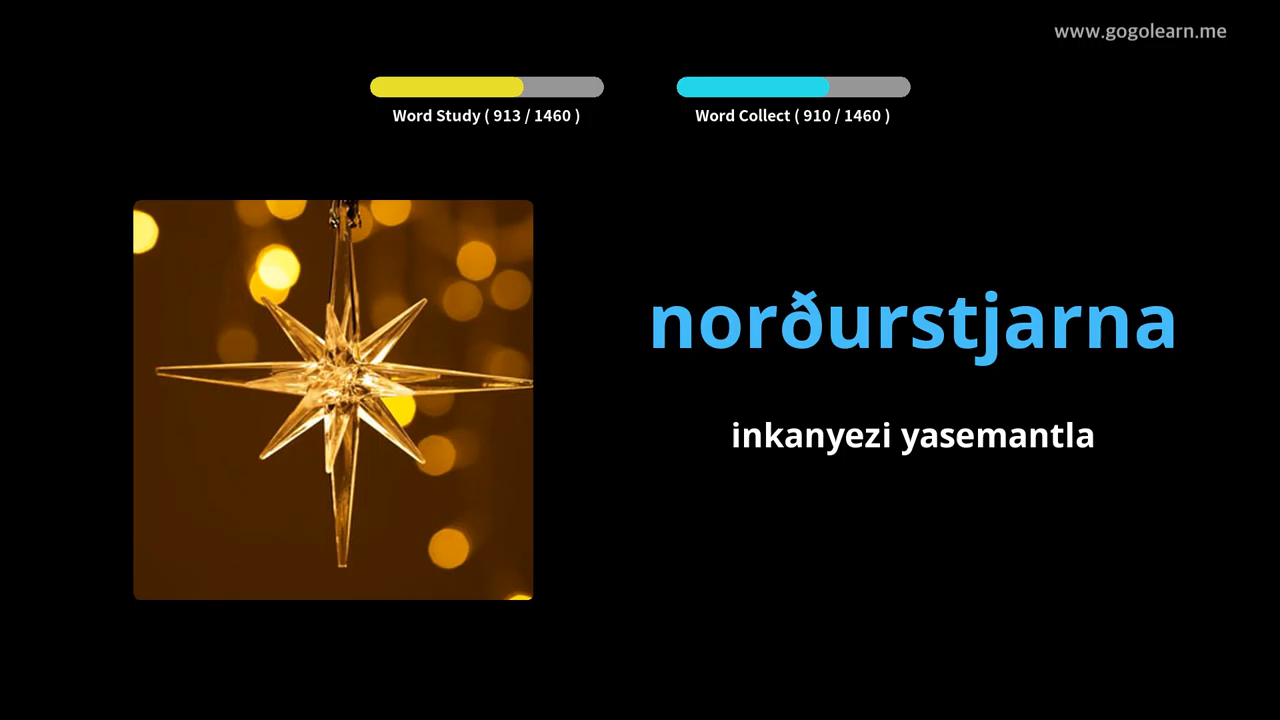 www.gogolearn.me
Word Study ( 913 / 1460 )
Word Collect ( 910 / 1460 )
norðurstjarna
inkanyezi yasemantla